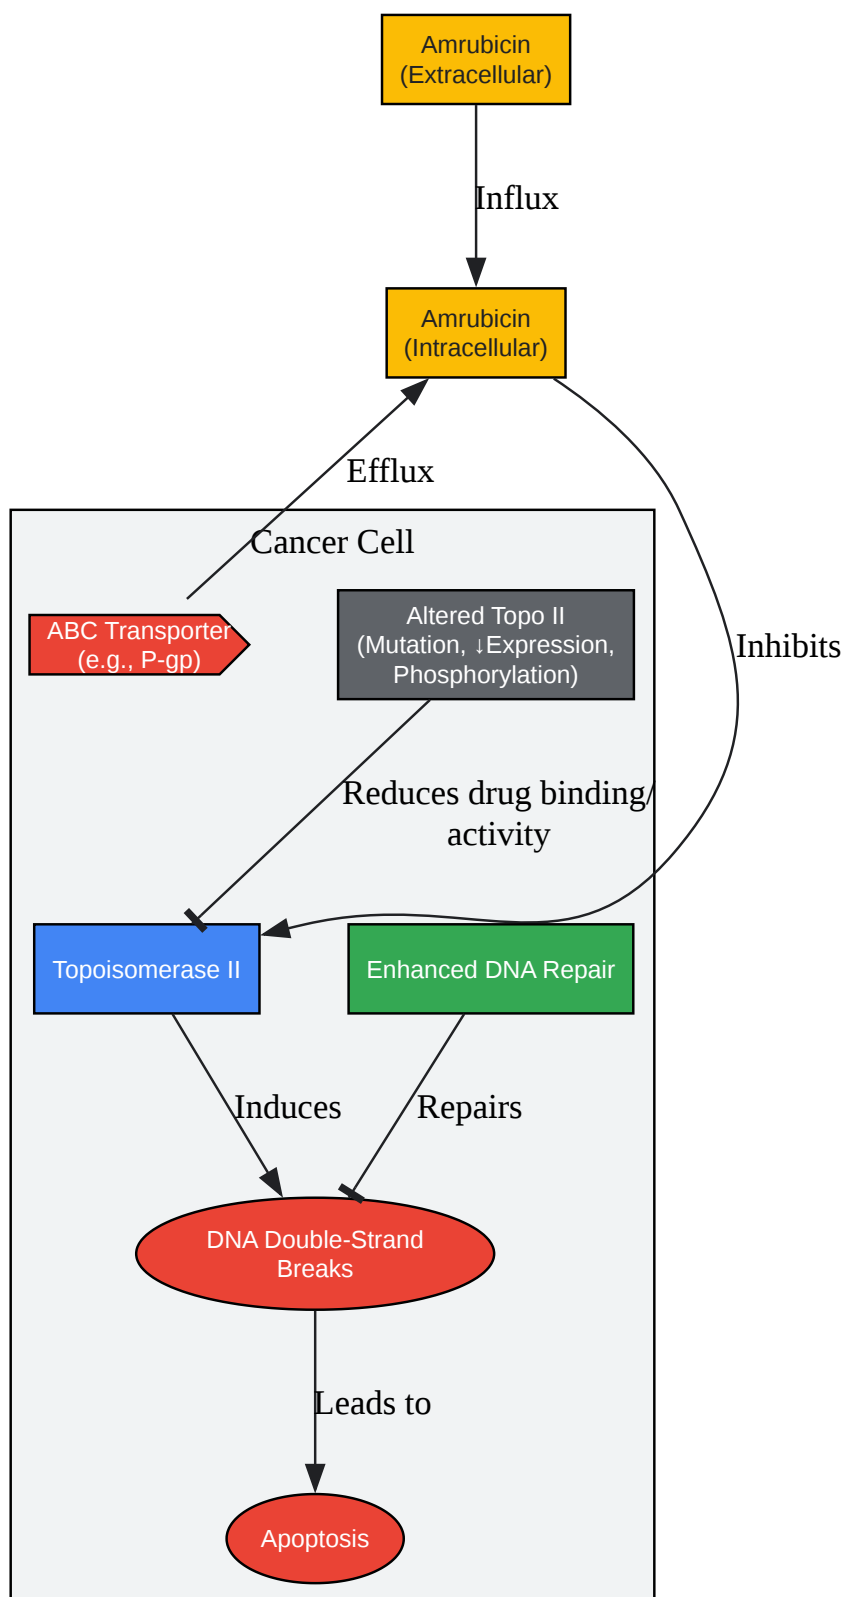 Amrubicin
(Extracellular)
Influx
Amrubicin
(Intracellular)
Efflux
Cancer Cell
ABC Transporter
(e.g., P-gp)
Altered Topo II
(Mutation, ↓Expression,
Phosphorylation)
Inhibits
Reduces drug binding/
activity
Topoisomerase II
Enhanced DNA Repair
Induces
Repairs
DNA Double-Strand
Breaks
Leads to
Apoptosis